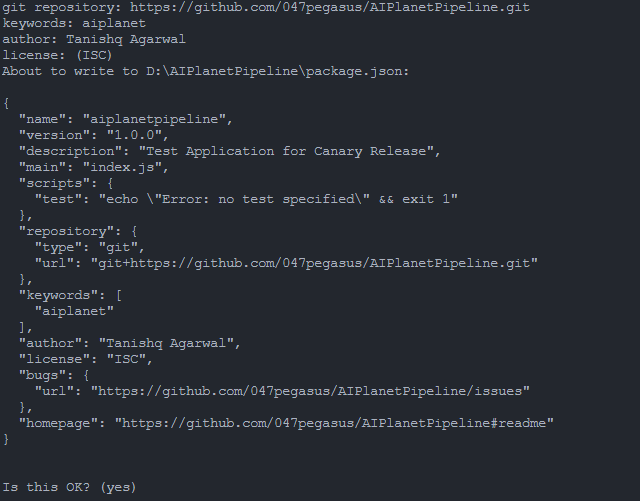 git repository: https://github.com/047pegasus/AIPlanetPipeline.git
keywords: aiplanet
author: Tanishq Agarwal
license: (ISC)
About to write to D:\AIPlanetPipeline\package.json:
{
  "name": "aiplanetpipeline",
  "version": "1.0.0",
  "description": "Test Application for Canary Release",
  "main": "index.js",
  "scripts": {
    "test": "echo \"Error: no test specified\" && exit 1"
  },
  "repository": {
    "type": "git",
    "url": "git+https://github.com/047pegasus/AIPlanetPipeline.git"
  },
  "keywords": [
    "aiplanet"
  ],
  "author": "Tanishq Agarwal",
  "license": "ISC",
  "bugs": {
    "url": "https://github.com/047pegasus/AIPlanetPipeline/issues"
  },
  "homepage": "https://github.com/047pegasus/AIPlanetPipeline#readme"
}
Is this OK? (yes)